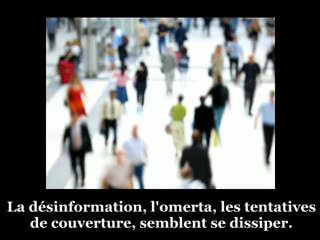 La désinformation, l'omerta, les tentatives
de couverture, semblent se dissiper.